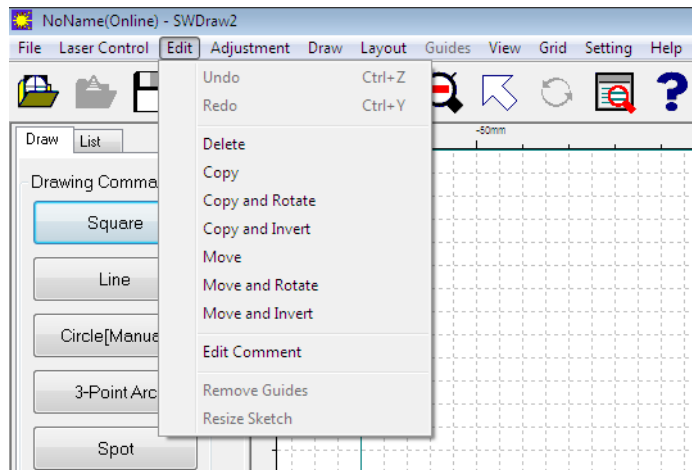 NoName(Online) - SWDraw2
File Laser Control Edit Adjustment Draw Layout Guides View Grid Setting Help
Undo Ctrl+Z
Redo Ctrl+Y
Delete
Copy
Copy and Rotate
Copy and Invert
Move
Move and Rotate
Move and Invert
Edit Comment
Remove Guides
Resize Sketch
-50mm
Draw List
Drawing Comma
Square
Line
Circle[Manua
3-Point Arc
Spot